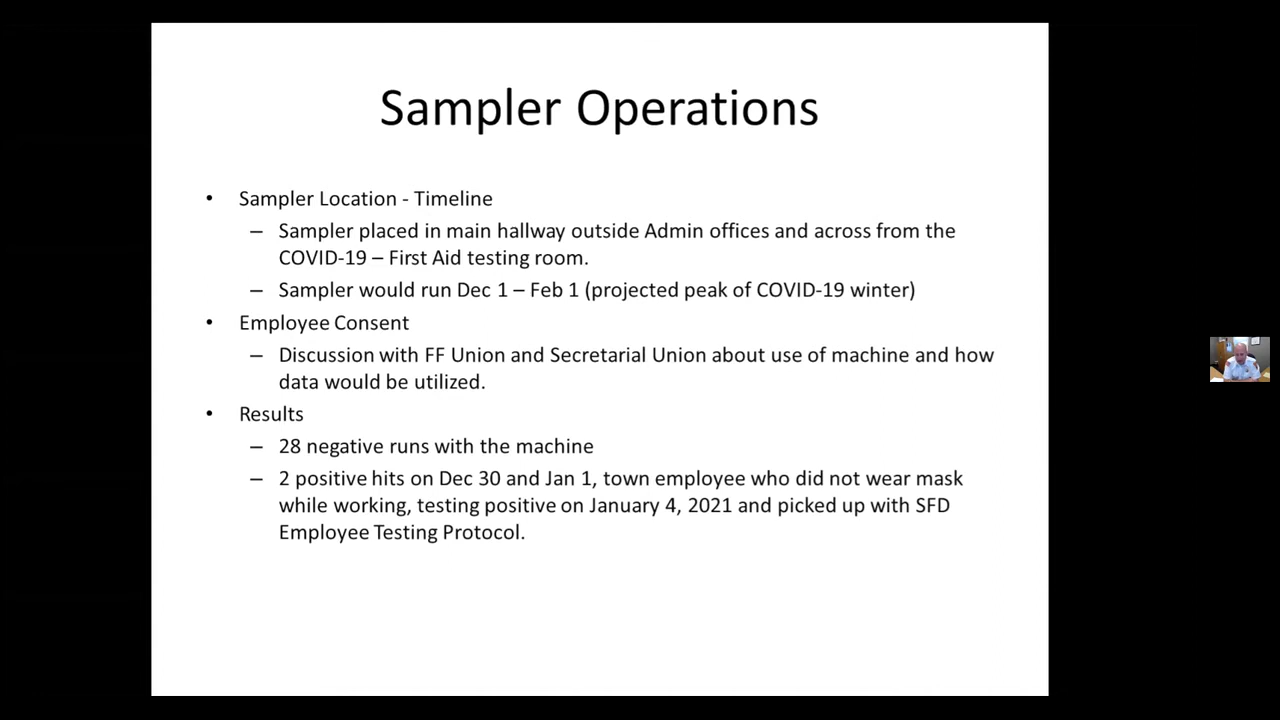 Sampler Operations
• Sampler Location - Timeline
– Sampler placed in main hallway outside Admin offices and across from the
COVID-19 – First Aid testing room.
– Sampler would run Dec 1 – Feb 1 (projected peak of COVID-19 winter)
• Employee Consent
– Discussion with FF Union and Secretarial Union about use of machine and how
data would be utilized.
• Results
– 28 negative runs with the machine
– 2 positive hits on Dec 30 and Jan 1, town employee who did not wear mask
while working, testing positive on January 4, 2021 and picked up with SFD
Employee Testing Protocol.